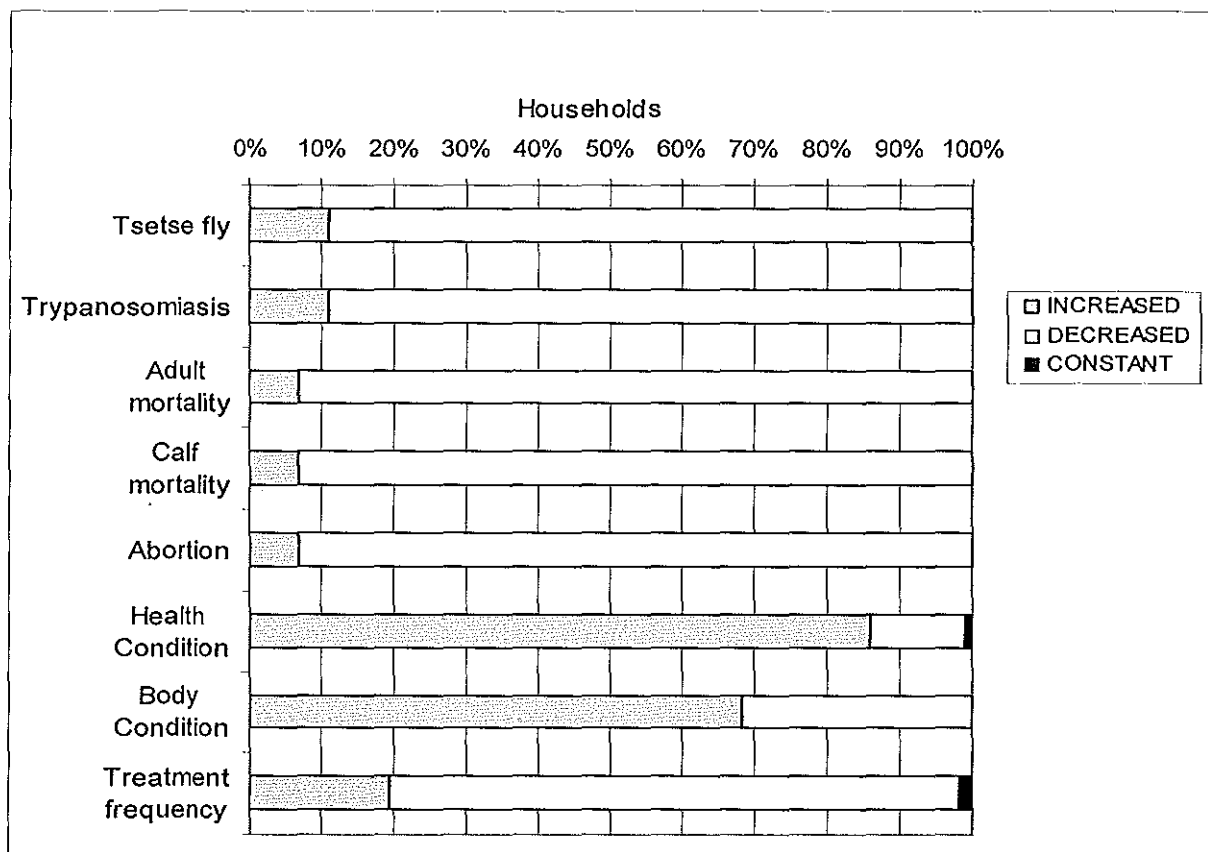 Households
0% 10% 20% 30% 40% 50% 60% 70% 80% 90% 100%
Tsetse fly
Trypanosomiasis
Adult
mortality
Calf
mortality
Abortion
Health
Condition
Body
Condition
Treatment
frequency
INCREASED
DECREASED
CONSTANT